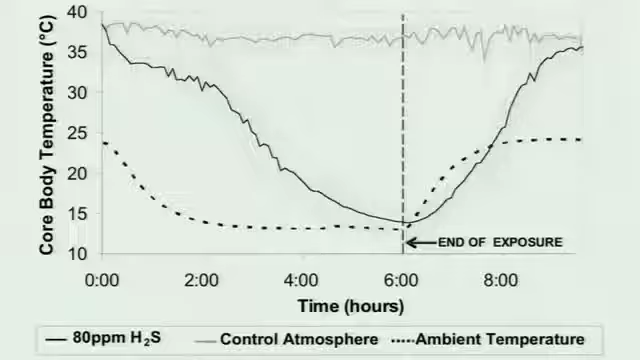 40
35
30
25
20
15
10
Core Body Temperature (°C)
END OF EXPOSURE
0:00 2:00 4:00 6:00 8:00
Time (hours)
80ppm H₂S Control Atmosphere Ambient Temperature